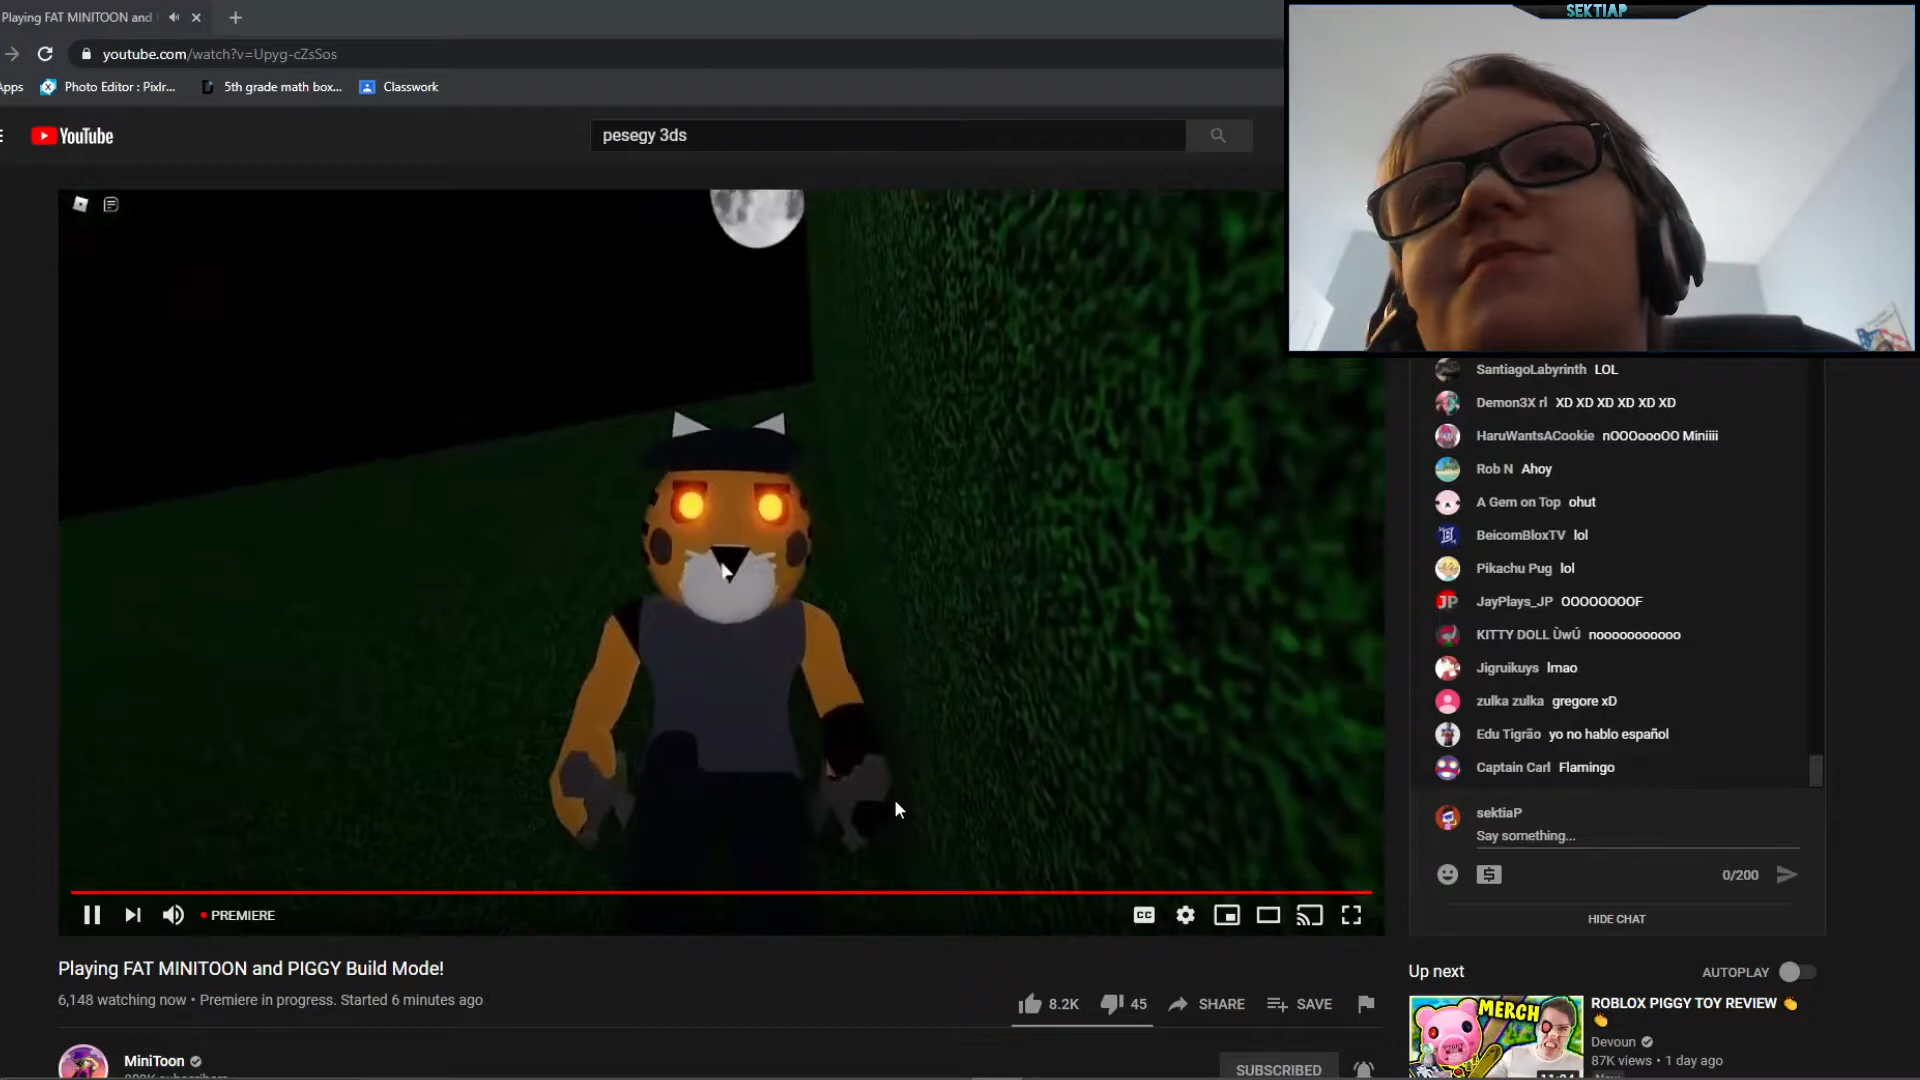 Playing FAT MINITOON and
youtube.com/watch?v=Upyg-cZsSos
Apps
Photo Editor : Pixlr...
5th grade math box...
Classwork
YouTube
pesegy 3ds
SEKTIAP
SantiagoLabyrinth LOL
Demon3X rl XD XD XD XD XD XD
HaruWantsACookie nOOOoooOO Miniiii
Rob N Ahoy
A Gem on Top ohut
BeicomBloxTV lol
Pikachu Pug lol
JayPlays_JP OOOOOOOOF
KITTY DOLL ÙwÚ nooooooooooo
Jigruikuys lmao
zulka zulka gregore xD
Edu Tigrão yo no hablo español
Captain Carl Flamingo
sektiaP
Say something...
0/200
HIDE CHAT
PREMIERE
CC
Playing FAT MINITOON and PIGGY Build Mode!
6,148 watching now • Premiere in progress. Started 6 minutes ago
8.2K
45
SHARE
SAVE
MiniToon
SUBSCRIBED
Up next
AUTOPLAY
MERCH
ROBLOX PIGGY TOY REVIEW
Devoun
87K views • 1 day ago